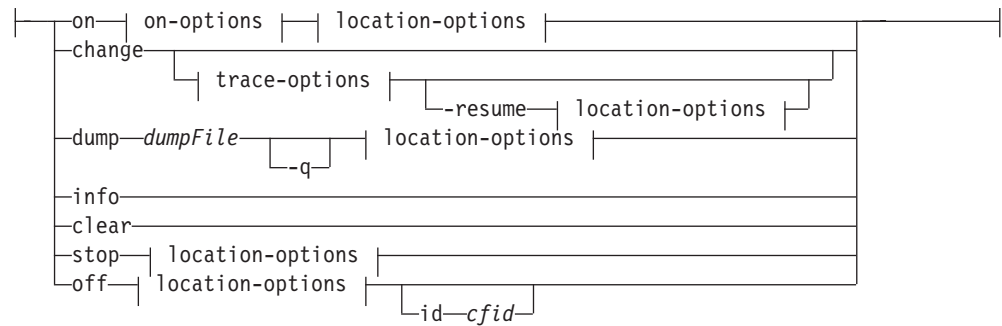 on on-options location-options
change
trace-options
-resume location-options
dump dumpFile location-options
-q
info
clear
stop location-options
off location-options
id cfid